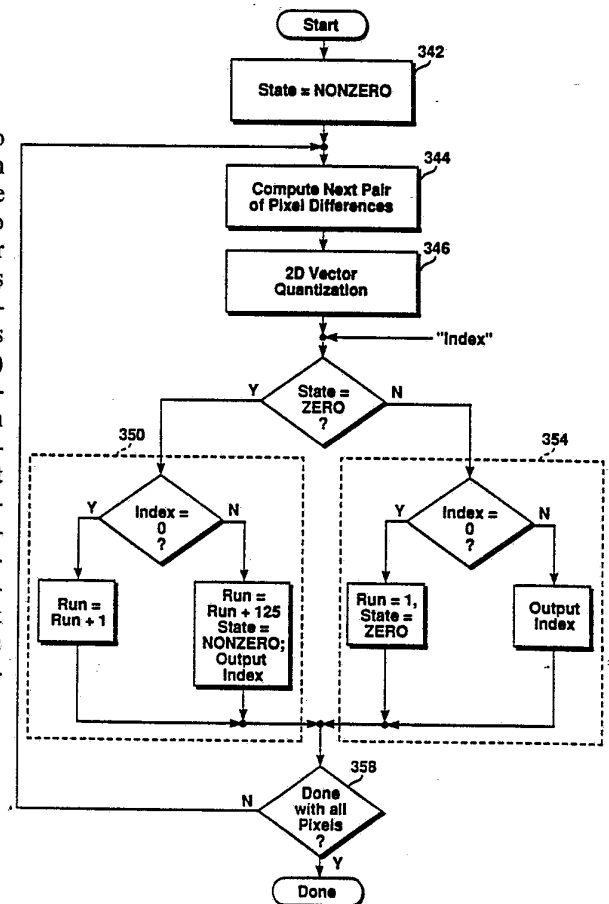 Start
342
State = NONZERO
344
Compute Next Pair
of Pixel Differences
346
2D Vector
Quantization
"Index"
Y
State =
ZERO
?
N
350
Y
Index =
0
?
N
Run =
Run + 1
Run =
Run + 125
State =
NONZERO;
Output
Index
354
Y
Index =
0
?
N
Run = 1,
State =
ZERO
Output
Index
358
N
Done
with all
Pixels
?
Y
Done